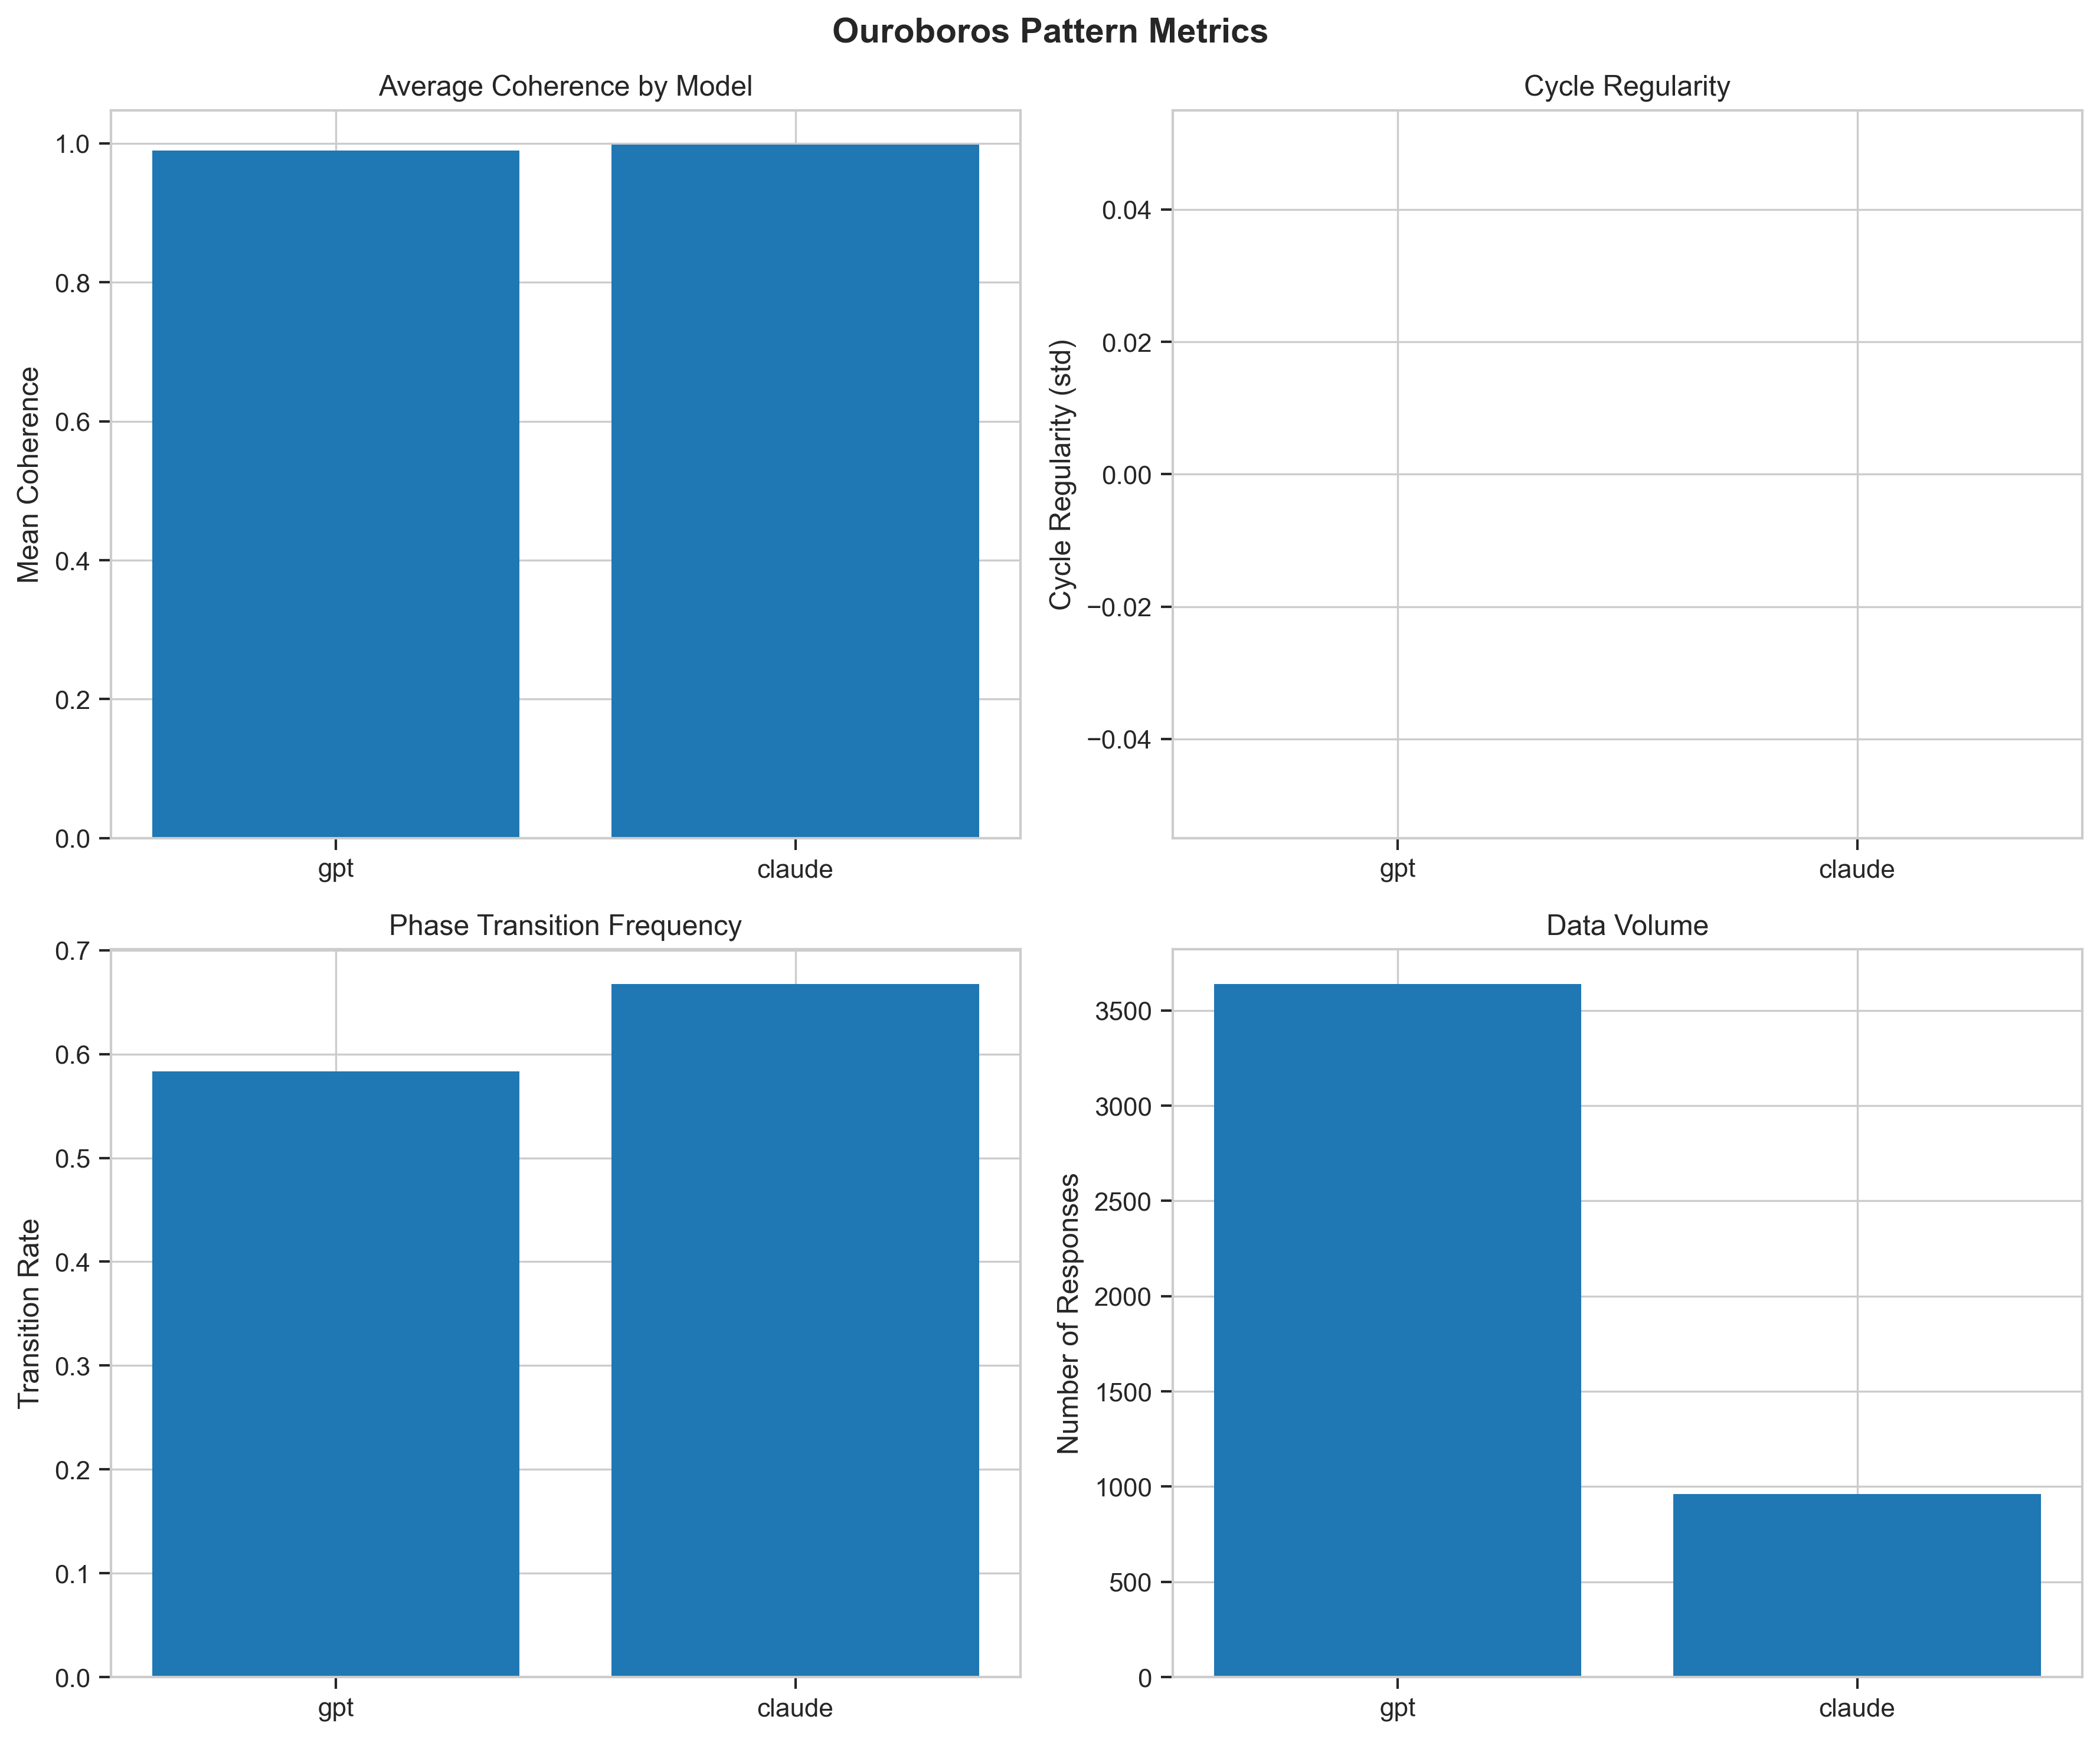 Ouroboros Pattern Metrics
Average Coherence by Model
Mean Coherence
1.0
0.8
0.6
0.4
0.2
0.0
gpt
claude
Cycle Regularity
Cycle Regularity (std)
0.04
0.02
0.00
−0.02
−0.04
gpt
claude
Phase Transition Frequency
Transition Rate
0.7
0.6
0.5
0.4
0.3
0.2
0.1
0.0
gpt
claude
Data Volume
Number of Responses
3500
3000
2500
2000
1500
1000
500
0
gpt
claude